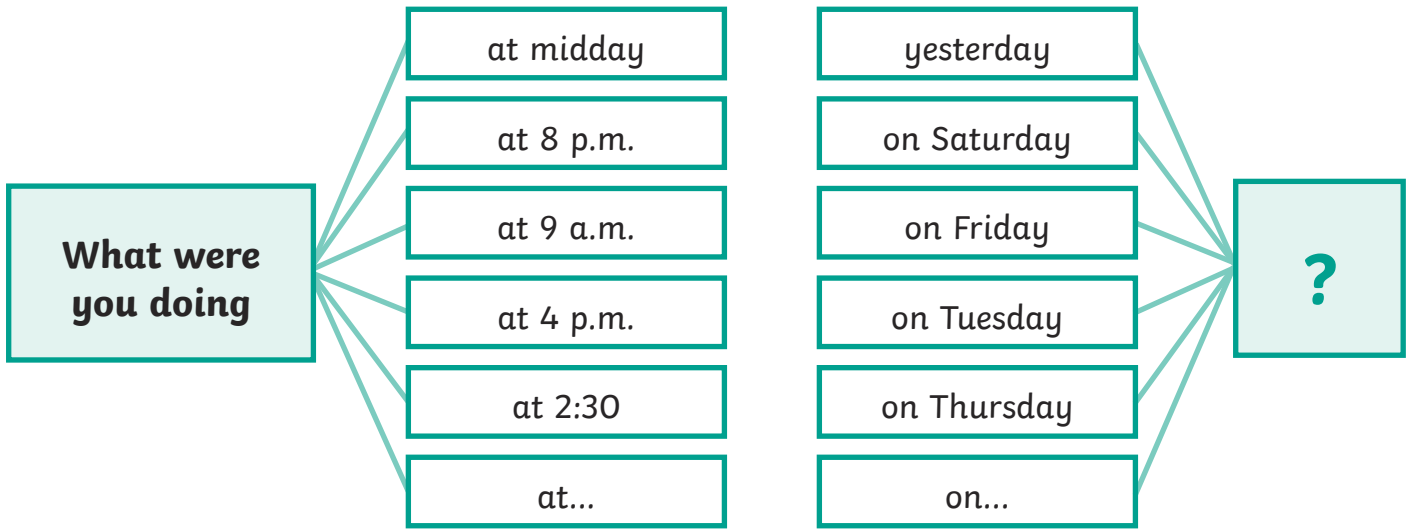 What were
you doing
at midday
at 8 p.m.
at 9 a.m.
at 4 p.m.
at 2:30
at...
yesterday
on Saturday
on Friday
on Tuesday
on Thursday
on...
?